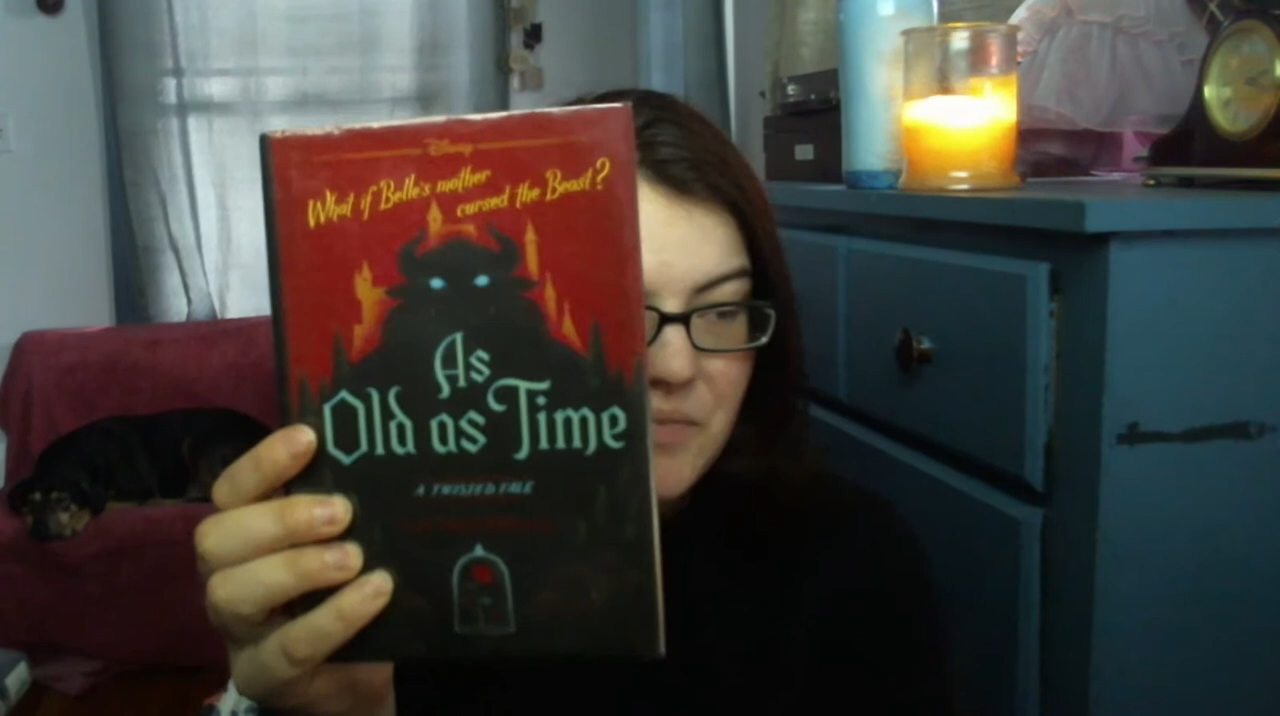 Disney
What if Belle's mother
cursed the Beast?
As
Old as Time
A TWISTED TALE